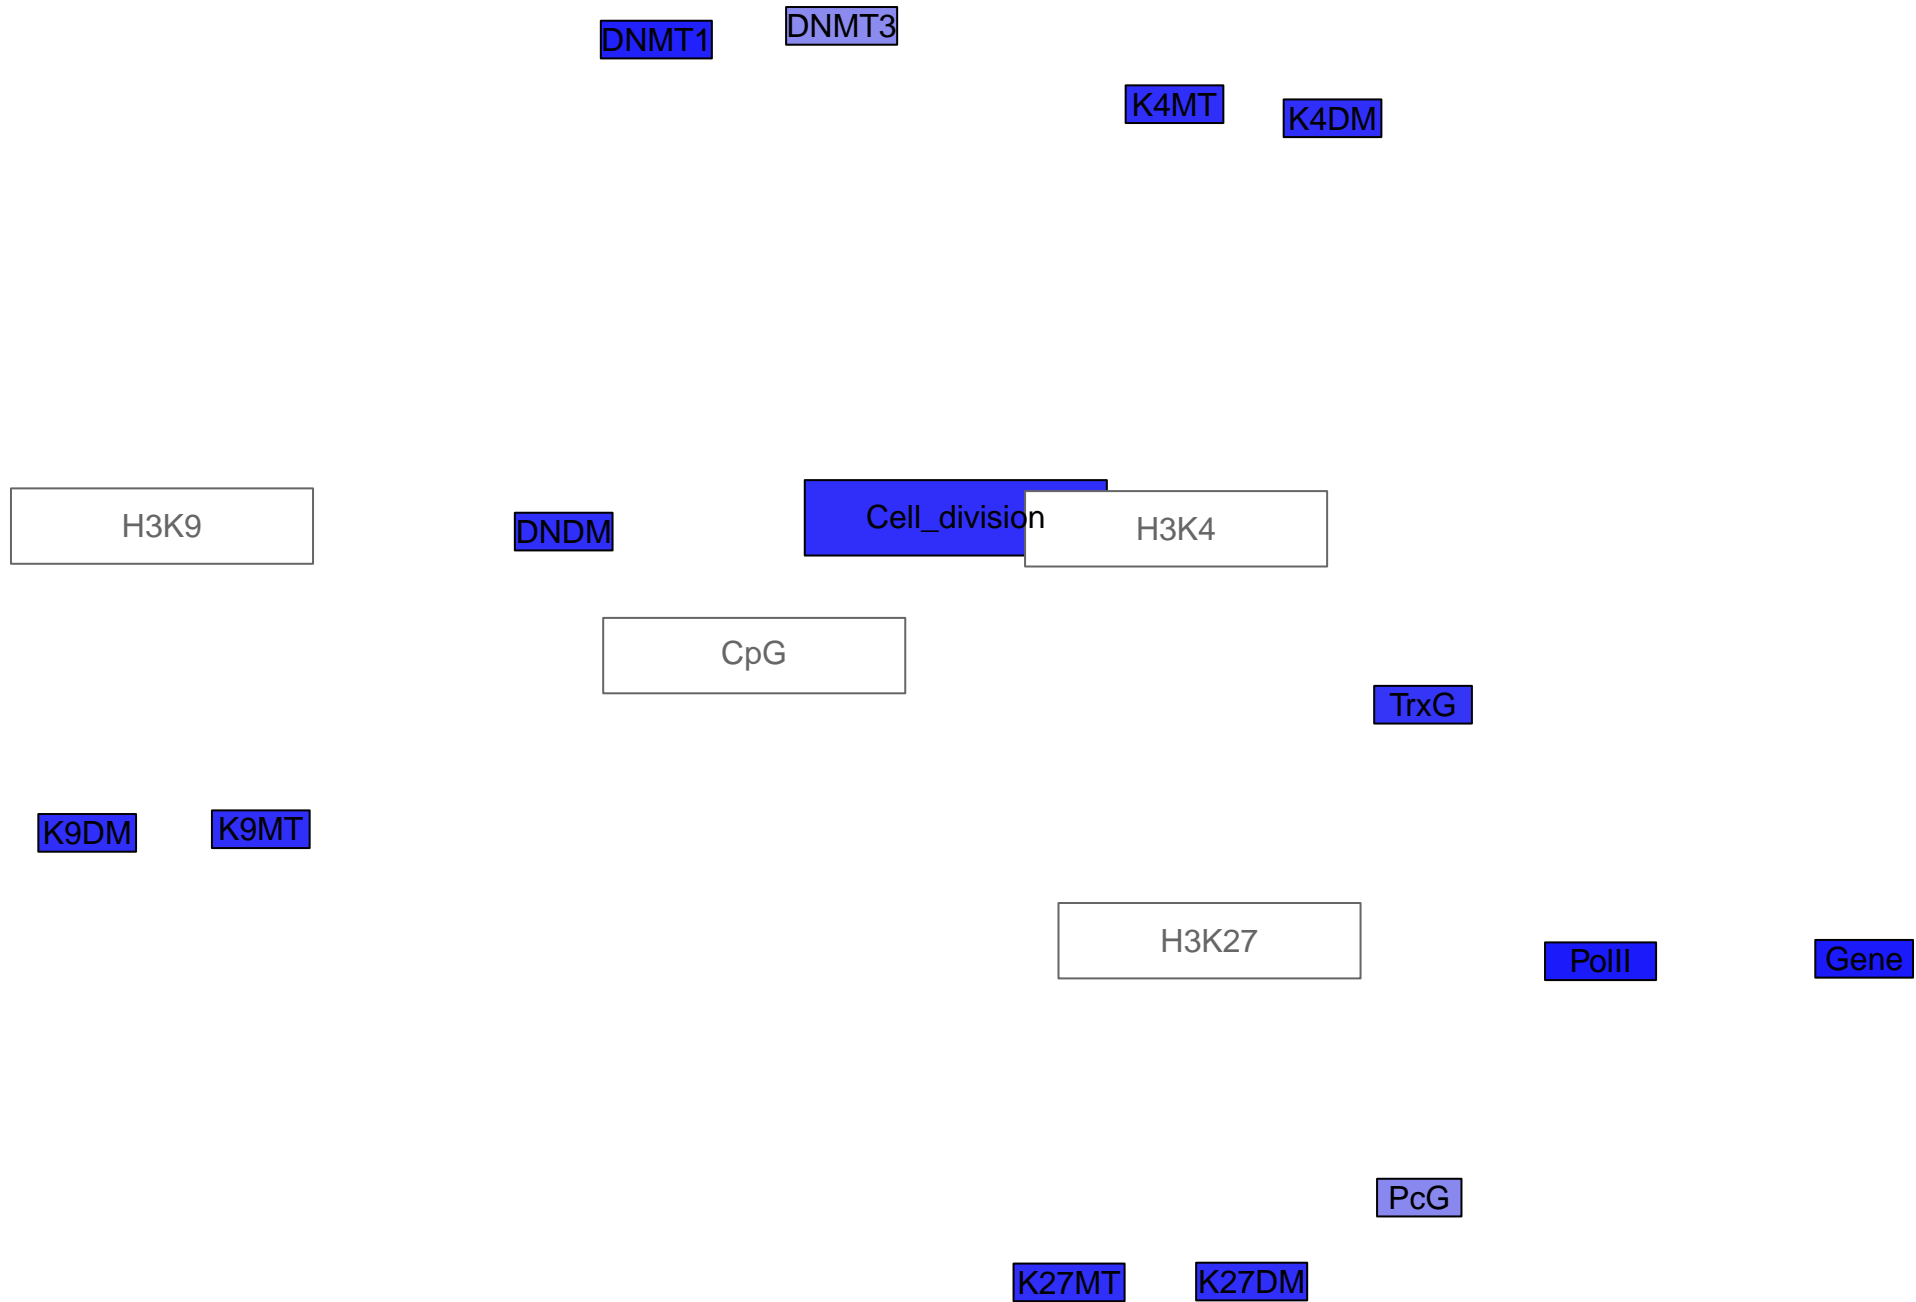 DNMT1
DNMT3
K4MT
K4DM
H3K9
DNDM
Cell_division
H3K4
CpG
TrxG
K9DM
K9MT
H3K27
PolII
Gene
PcG
K27MT
K27DM